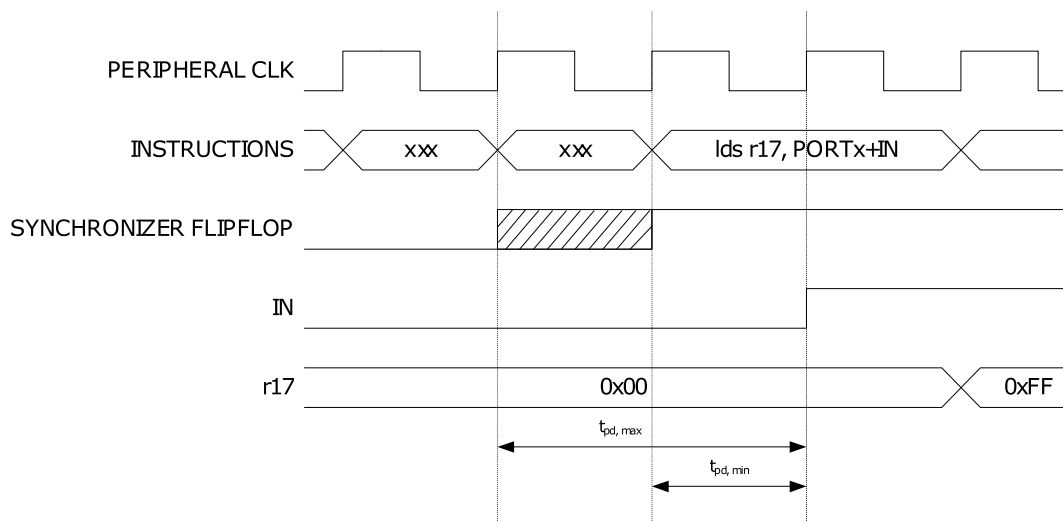 PERIPHERAL CLK
INSTRUCTIONS xxx xxx lds r17, PORTx+IN
SYNCHRONIZER FLIPFLOP
IN
r17 0x00 0xFF
tpd, max
tpd, min